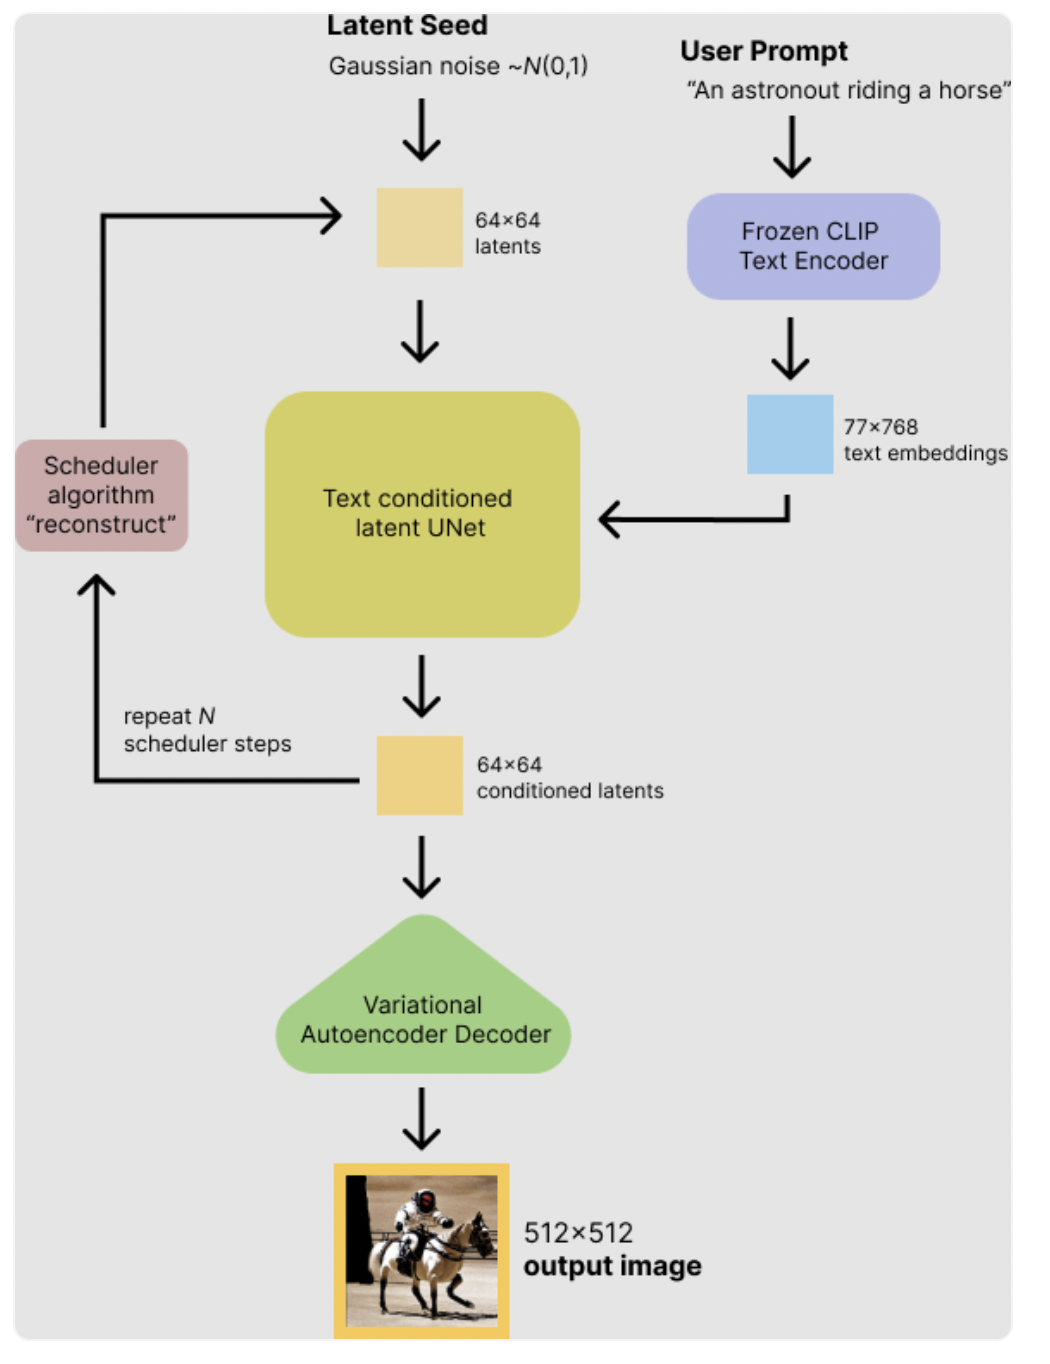 Latent Seed
Gaussian noise ~N(0,1)
User Prompt
“An astronout riding a horse”
64×64
latents
Frozen CLIP
Text Encoder
77×768
text embeddings
Scheduler
algorithm
“reconstruct”
Text conditioned
latent UNet
repeat N
scheduler steps
64×64
conditioned latents
Variational
Autoencoder Decoder
512×512
output image